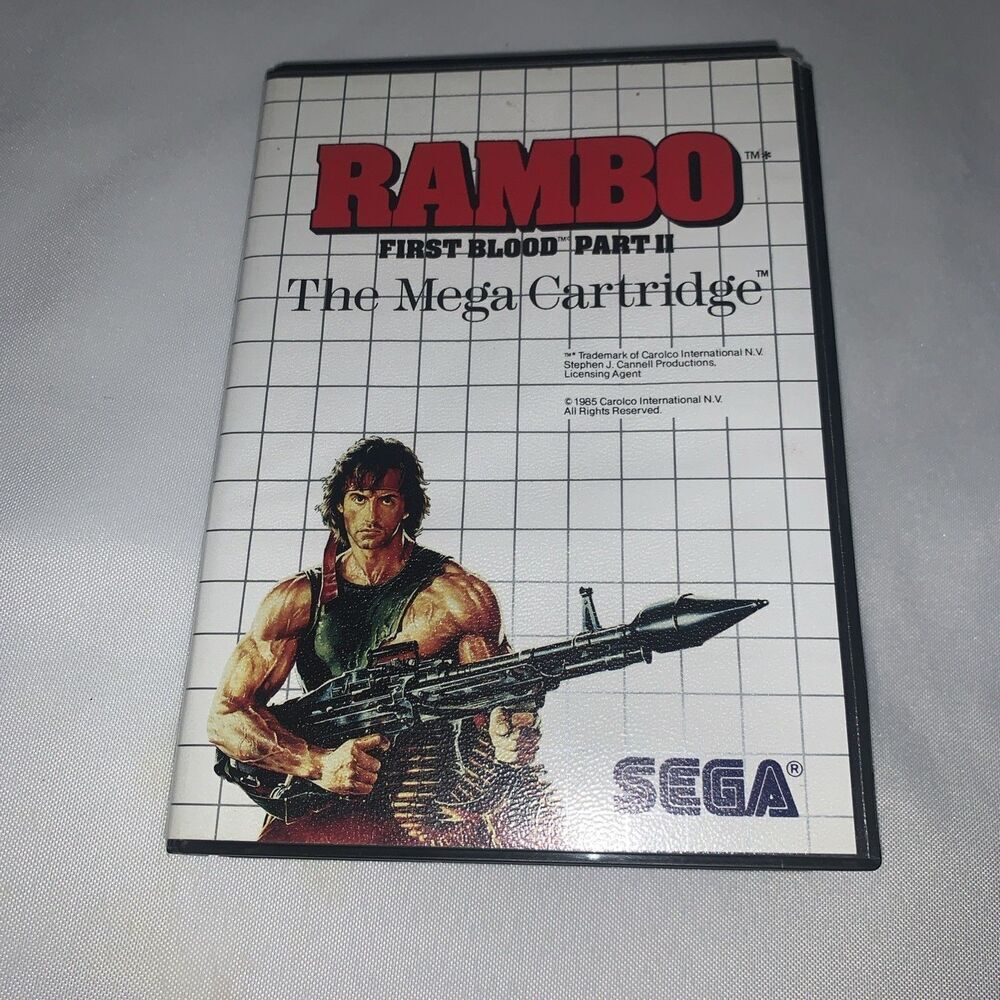 RAMBO ™*
FIRST BLOOD™* PART II
The Mega Cartridge™
™* Trademark of Carolco International N.V.
Stephen J. Cannell Productions,
Licensing Agent
© 1985 Carolco International N.V.
All Rights Reserved.
SEGA®